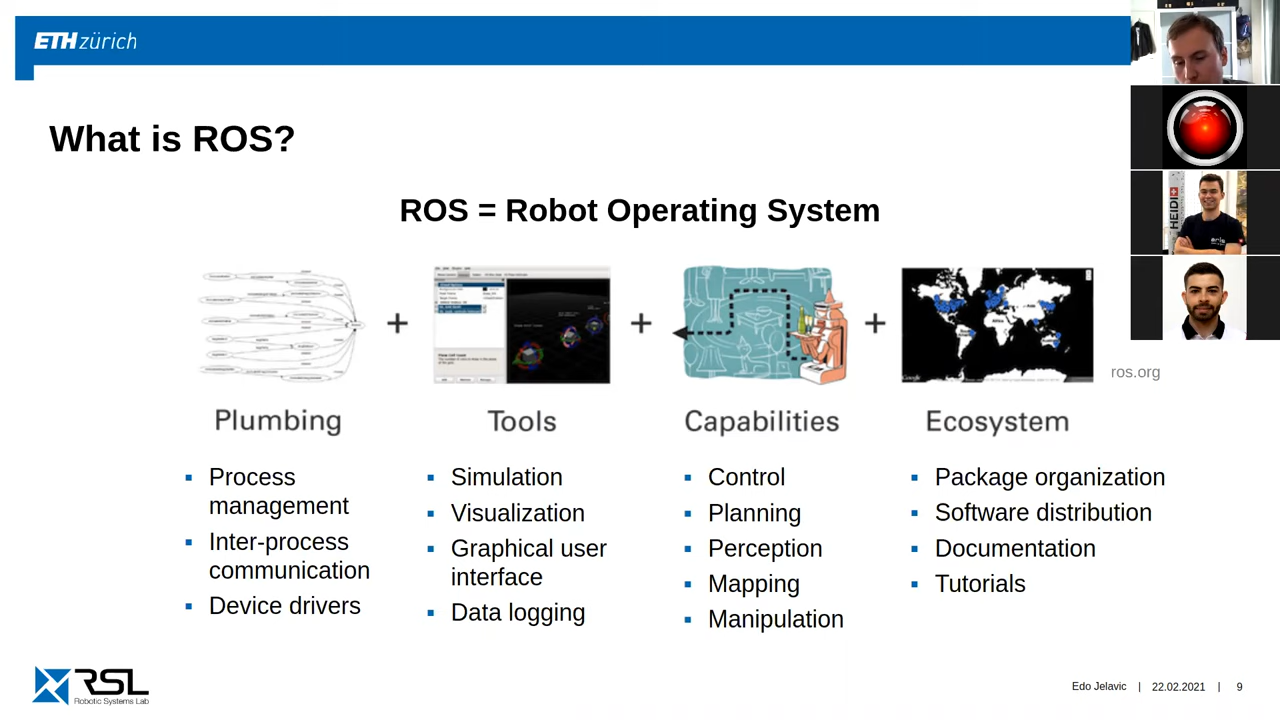 ETH zürich
What is ROS?
ROS = Robot Operating System
HEIDI
aris
ros.org
Plumbing
Tools
Capabilities
Ecosystem
Process
management
Inter-process
communication
Device drivers
Simulation
Visualization
Graphical user
interface
Data logging
Control
Planning
Perception
Mapping
Manipulation
Package organization
Software distribution
Documentation
Tutorials
RSL
Robotic Systems Lab
Edo Jelavic | 22.02.2021 | 9